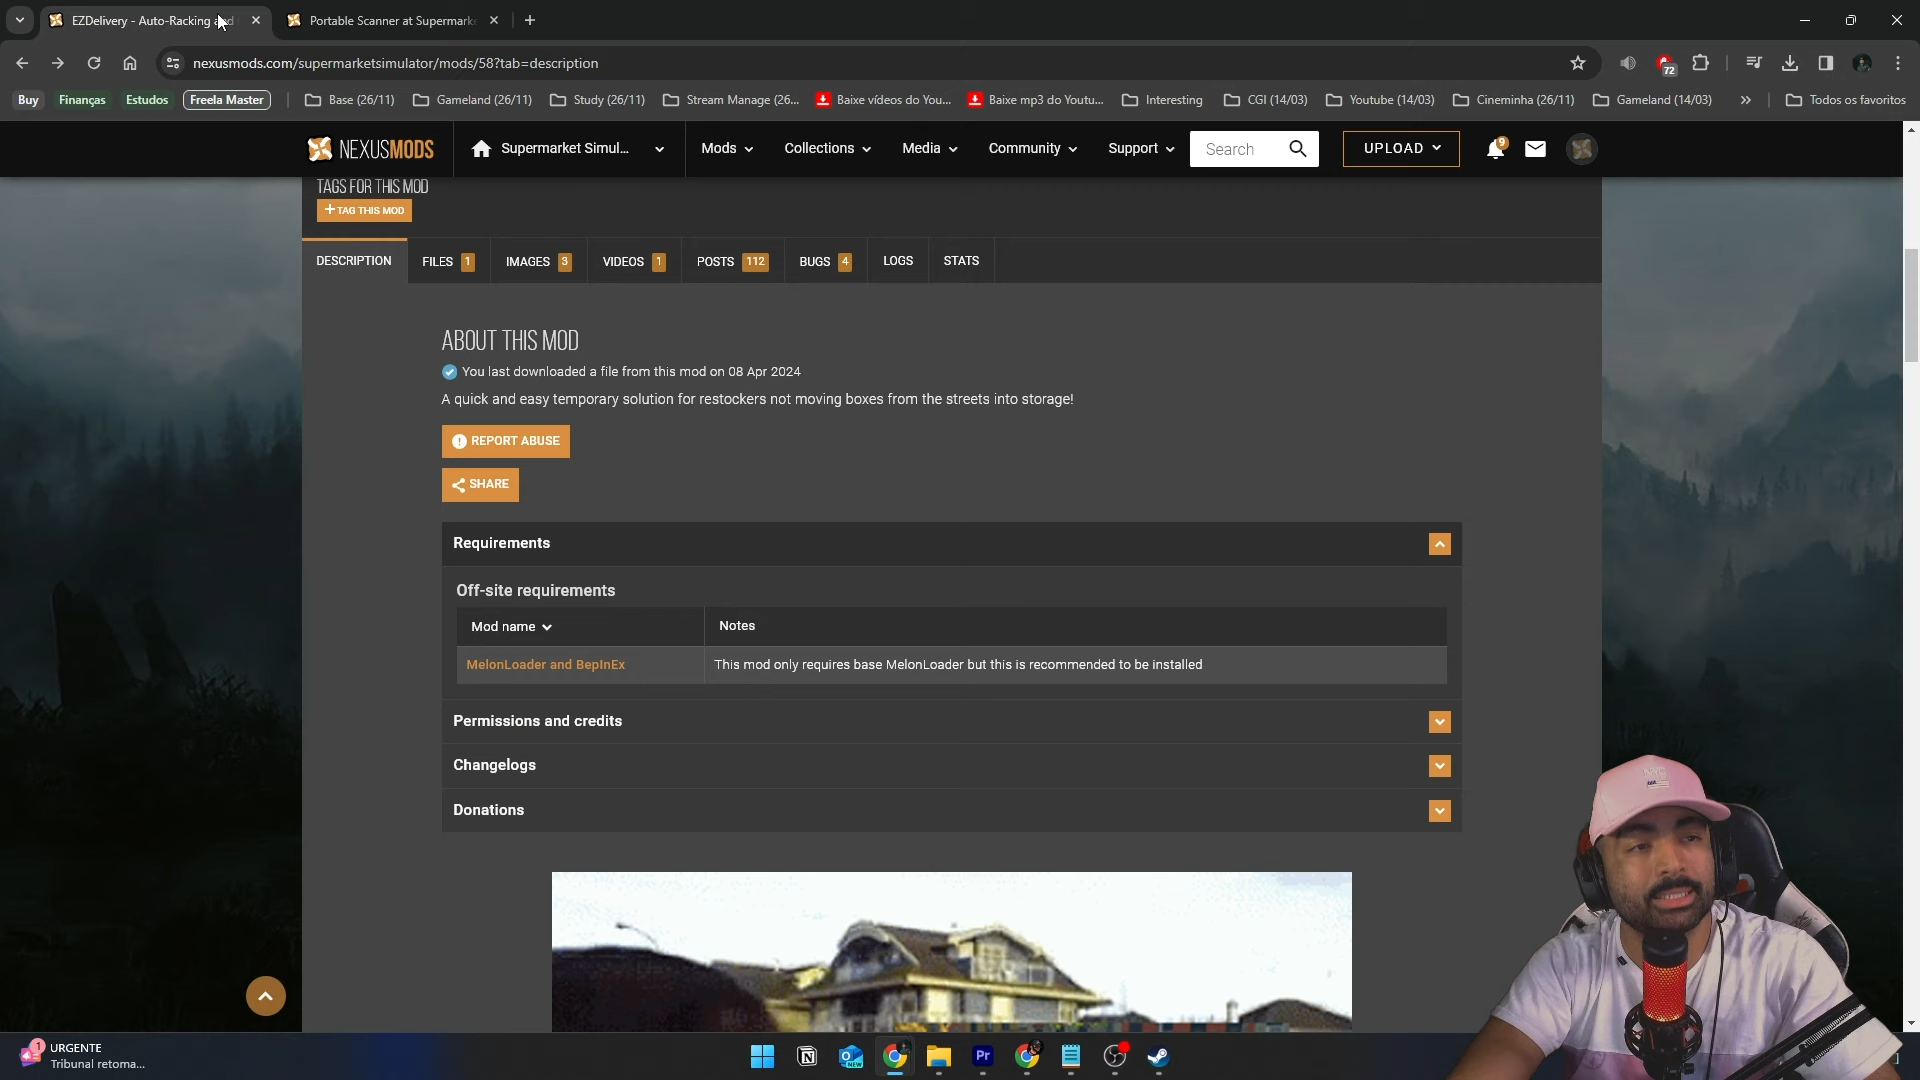 EZDelivery - Auto-Racking and
Portable Scanner at Supermarke
nexusmods.com/supermarketsimulator/mods/58?tab=description
72
Buy
Finanças
Estudos
Freela Master
Base (26/11)
Gameland (26/11)
Study (26/11)
Stream Manage (26...
Baixe vídeos do You...
Baixe mp3 do Youtu...
Interesting
CGI (14/03)
Youtube (14/03)
Cineminha (26/11)
Gameland (14/03)
»
Todos os favoritos
NEXUSMODS
Supermarket Simul...
Mods
Collections
Media
Community
Support
Search
UPLOAD
9
TAGS FOR THIS MOD
+ TAG THIS MOD
DESCRIPTION
FILES 1
IMAGES 3
VIDEOS 1
POSTS 112
BUGS 4
LOGS
STATS
ABOUT THIS MOD
You last downloaded a file from this mod on 08 Apr 2024
A quick and easy temporary solution for restockers not moving boxes from the streets into storage!
REPORT ABUSE
SHARE
Requirements
Off-site requirements
Mod name
Notes
MelonLoader and BepInEx
This mod only requires base MelonLoader but this is recommended to be installed
Permissions and credits
Changelogs
Donations
1
URGENTE
Tribunal retoma...
NEW
Pr